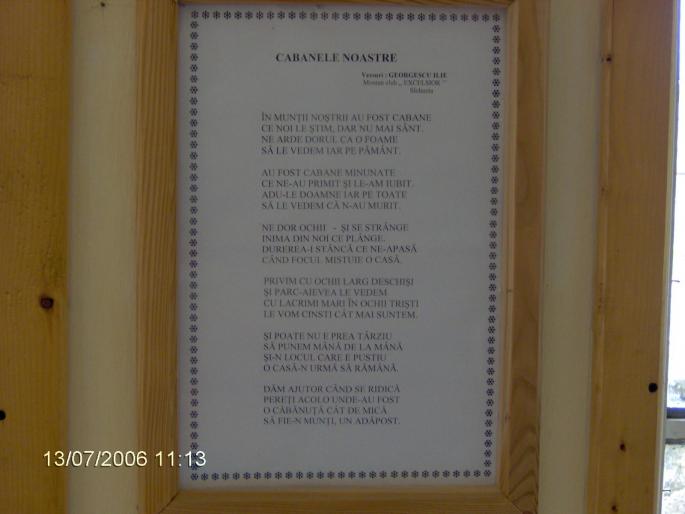 CABANELE NOASTRE
Versuri : GEORGESCU ILIE
Montan club „ EXCELSIOR ”
Slobozia
ÎN MUNȚII NOȘTRII AU FOST CABANE
CE NOI LE ȘTIM, DAR NU MAI SÂNT.
NE ARDE DORUL CA O FOAME
SĂ LE VEDEM IAR PE PĂMÂNT.
AU FOST CABANE MINUNATE
CE NE-AU PRIMIT ȘI LE-AM IUBIT.
ADU-LE DOAMNE IAR PE TOATE
SĂ LE VEDEM CĂ N-AU MURIT.
NE DOR OCHII - ȘI SE STRÂNGE
INIMA DIN NOI CE PLÂNGE.
DUREREA-I STÂNCĂ CE NE-APASĂ
CÂND FOCUL MISTUIE O CASĂ.
PRIVIM CU OCHII LARG DESCHIȘI
ȘI PARC-AIEVEA LE VEDEM
CU LACRIMI MARI ÎN OCHII TRIȘTI
LE VOM CINSTI CÂT MAI SUNTEM.
ȘI POATE NU E PREA TÂRZIU
SĂ PUNEM MÂNĂ DE LA MÂNĂ
ȘI-N LOCUL CARE E PUSTIU
O CASĂ-N URMĂ SĂ RĂMÂNĂ.
DĂM AJUTOR CÂND SE RIDICĂ
PEREȚI ACOLO UNDE-AU FOST
O CĂBĂNUȚĂ CÂT DE MICĂ
SĂ FIE-N MUNȚI, UN ADĂPOST.
13/07/2006 11:13